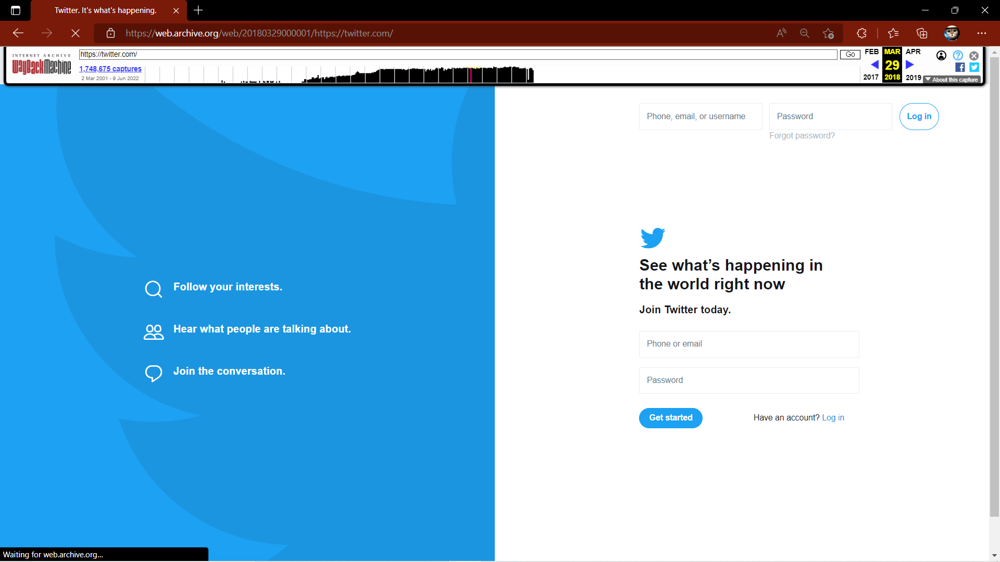 Twitter. It's what's happening.
https://web.archive.org/web/20180329000001/https://twitter.com/
INTERNET ARCHIVE
WayBackMachine
https://twitter.com/
Go
1,748,675 captures
2 Mar 2001 - 9 Jun 2022
FEB MAR APR
29
2017 2018 2019
About this capture
Phone, email, or username
Password
Log in
Forgot password?
Follow your interests.
Hear what people are talking about.
Join the conversation.
See what’s happening in
the world right now
Join Twitter today.
Phone or email
Password
Get started
Have an account? Log in
Waiting for web.archive.org...